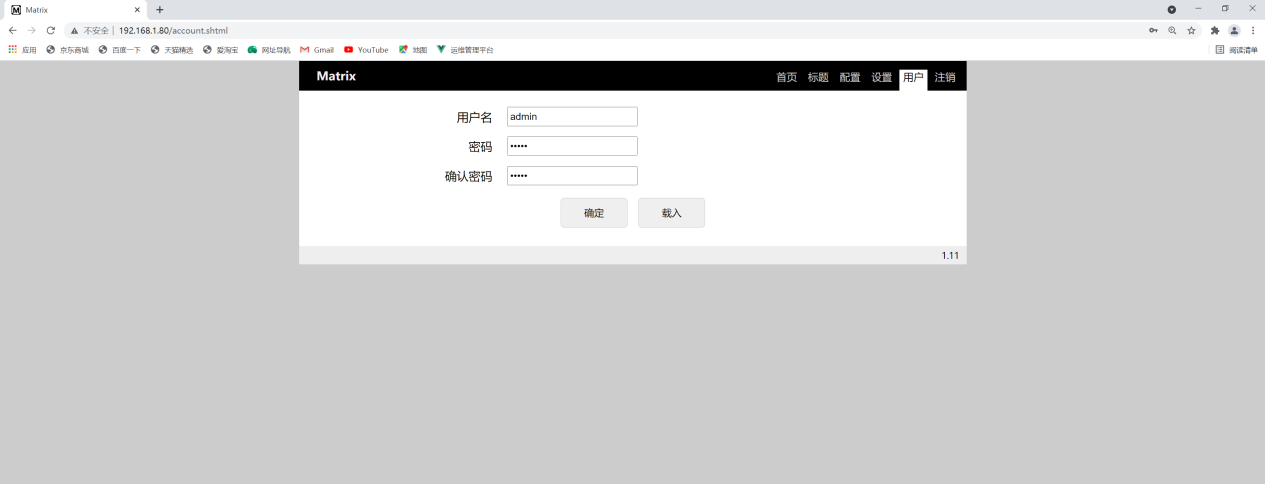 Matrix
不安全 | 192.168.1.80/account.shtml
应用 京东商城 百度一下 天猫精选 爱淘宝 网址导航 Gmail YouTube 地图 运维管理平台 阅读清单
Matrix 首页 标题 配置 设置 用户 注销
用户名 admin
密码 •••••
确认密码 •••••
确定 载入
1.11